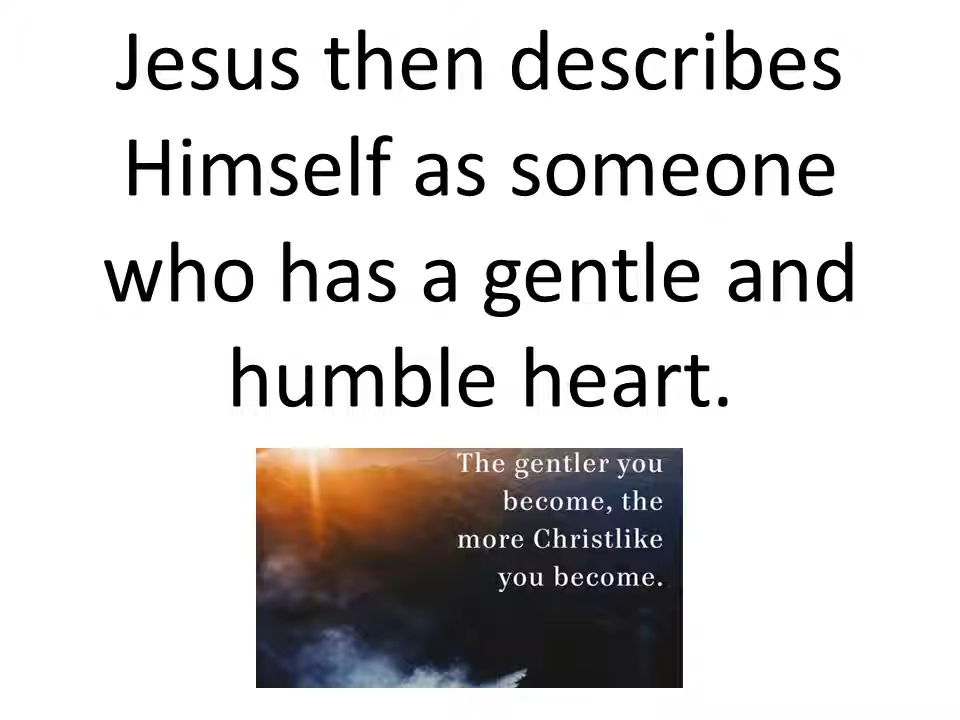 Jesus then describes
Himself as someone
who has a gentle and
humble heart.
The gentler you
become, the
more Christlike
you become.